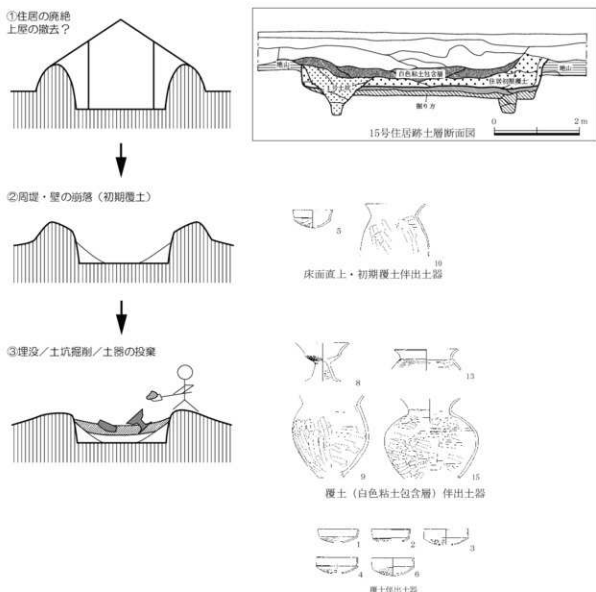 ①住居の廃絶
上屋の撤去？
地山
白色粘土包含層
住居初期覆土
地山
掘り方
15号住居跡土層断面図
0
2 m
②周堤・壁の崩落（初期覆土）
5
10
床面直上・初期覆土伴出土器
③埋没／土坑掘削／土器の投棄
8
13
9
15
覆土（白色粘土包含層）伴出土器
1
2
3
4
6
覆土伴出土器